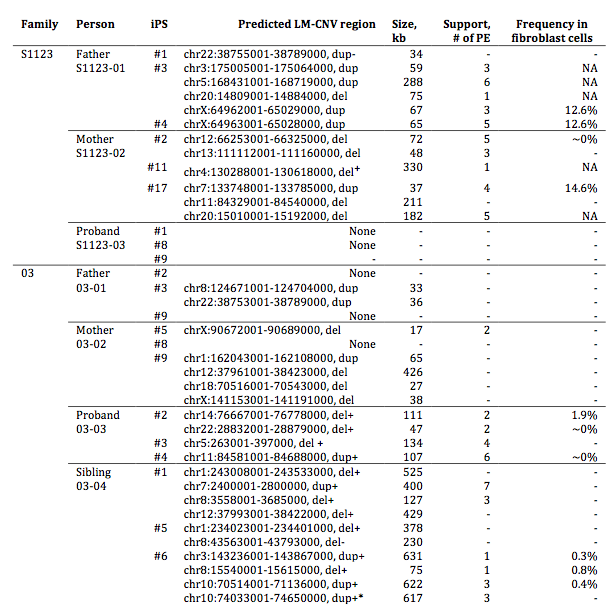 Family Person iPS Predicted LM-CNV region Size, kb Support, # of PE Frequency in fibroblast cells
S1123 Father #1 chr22:38755001-38789000, dup- 34 - -
S1123-01 #3 chr3:175005001-175064000, dup 59 3 NA
chr5:168431001-168719000, dup 288 6 NA
chr20:14809001-14884000, del 75 1 NA
chrX:64962001-65029000, dup 67 3 12.6%
#4 chrX:64963001-65028000, dup 65 5 12.6%
Mother #2 chr12:66253001-66325000, del 72 5 ~0%
S1123-02 chr13:111112001-111160000, del 48 3 -
#11 chr4:130288001-130618000, del+ 330 1 NA
#17 chr7:133748001-133785000, dup 37 4 14.6%
chr11:84329001-84540000, del 211 - -
chr20:15010001-15192000, del 182 5 NA
Proband #1 None - - -
S1123-03 #8 None - - -
#9 - - - -
03 Father #2 None - - -
03-01 #3 chr8:124671001-124704000, dup 33 - -
chr22:38753001-38789000, dup 36 - -
#9 None - - -
Mother #5 chrX:90672001-90689000, del 17 2 -
03-02 #8 None - - -
#9 chr1:162043001-162108000, dup 65 - -
chr12:37961001-38423000, del 426 - -
chr18:70516001-70543000, del 27 - -
chrX:141153001-141191000, del 38 - -
Proband #2 chr14:76667001-76778000, del+ 111 2 1.9%
03-03 chr22:28832001-28879000, del+ 47 2 ~0%
#3 chr5:263001-397000, del + 134 4 -
#4 chr11:84581001-84688000, dup+ 107 6 ~0%
Sibling #1 chr1:243008001-243533000, del+ 525 - -
03-04 chr7:2400001-2800000, dup+ 400 7 -
chr8:3558001-3685000, del+ 127 3 -
chr12:37993001-38422000, del+ 429 - -
#5 chr1:234023001-234401000, del+ 378 - -
chr8:43563001-43793000, del- 230 - -
#6 chr3:143236001-143867000, dup+ 631 1 0.3%
chr8:15540001-15615000, del+ 75 1 0.8%
chr10:70514001-71136000, dup+ 622 3 0.4%
chr10:74033001-74650000, dup+* 617 3 -